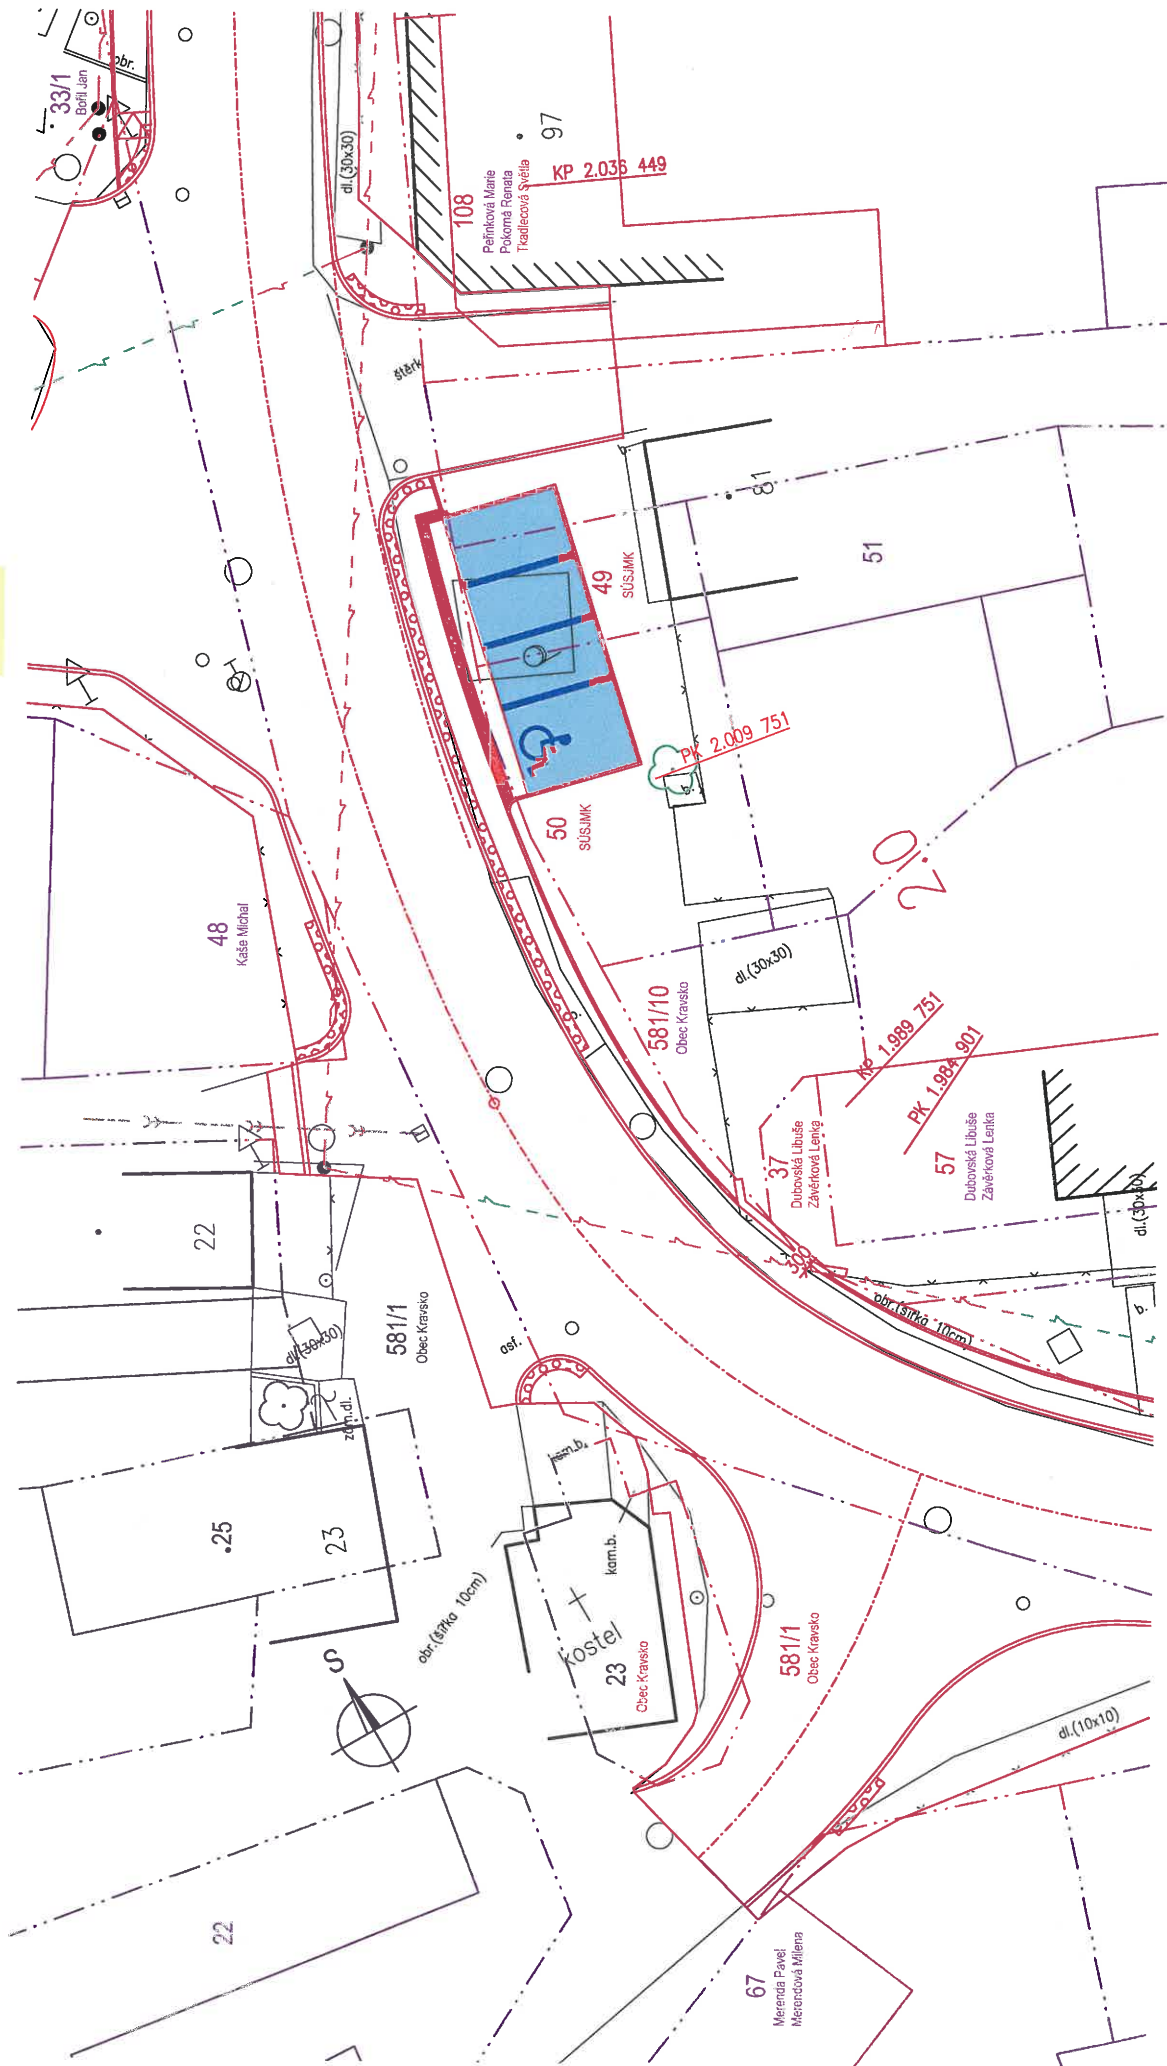 33/1
Bořil Jan
obr.
dl.(30x30)
108
Peřinková Marie
Pokorná Renata
Tkadlecová Světla
97
KP 2.036 449
štěrk
b.
81
51
49
SÚSJMK
PK 2.009 751
50
SÚSJMK
48
Kaše Michal
2.0
581/10
Obec Kravsko
dl.(30x30)
KP 1.989 751
PK 1.984 901
37
Dubovská Libuše
Závěrková Lenka
57
Dubovská Libuše
Závěrková Lenka
dl.(30x30)
300
obr.(šířka 10cm)
b.
22
581/1
Obec Kravsko
dl.(30x30)
zám.dl.
asf.
kam.b.
25
23
obr.(šířka 10cm)
kam.b.
kostel
23
Obec Kravsko
581/1
Obec Kravsko
S
dl.(10x10)
22
67
Merenda Pavel
Merendová Milena